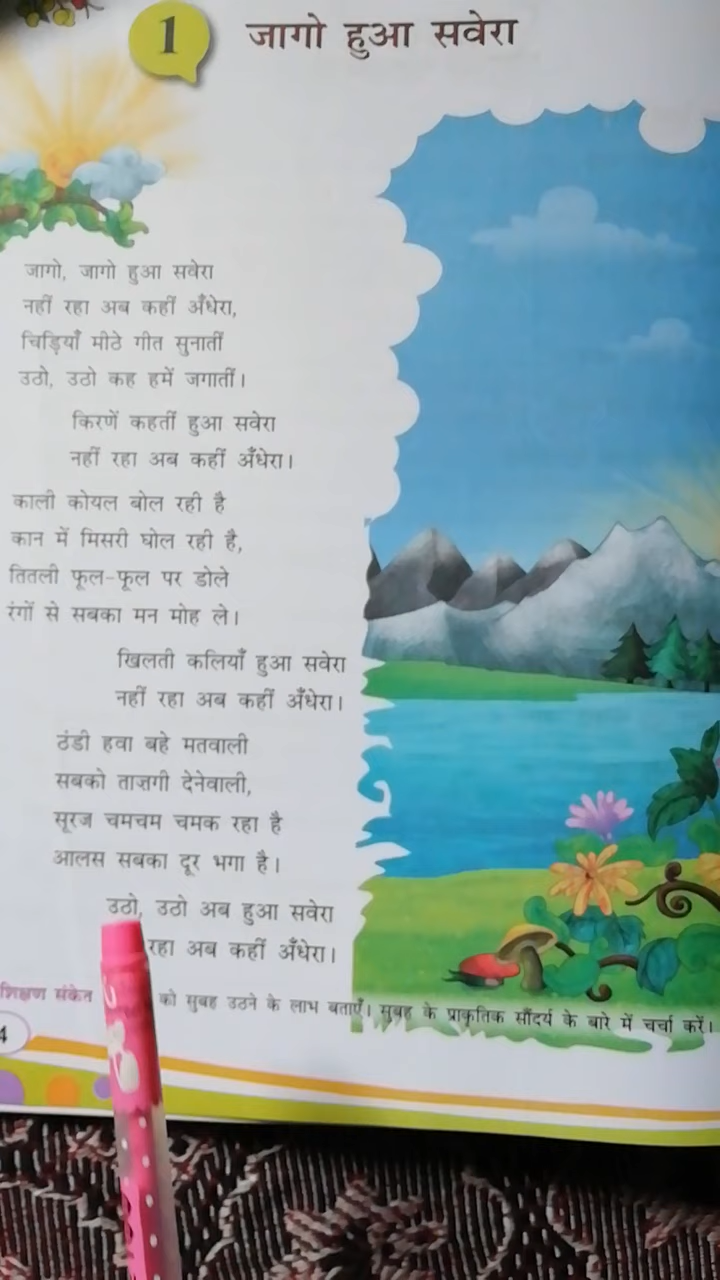 1
जागो हुआ सवेरा
जागो, जागो हुआ सवेरा
नहीं रहा अब कहीं अँधेरा,
चिड़ियाँ मीठे गीत सुनातीं
उठो, उठो कह हमें जगातीं।
किरणें कहतीं हुआ सवेरा
नहीं रहा अब कहीं अँधेरा।
काली कोयल बोल रही है
कान में मिसरी घोल रही है,
तितली फूल-फूल पर डोले
रंगों से सबका मन मोह ले।
खिलती कलियाँ हुआ सवेरा
नहीं रहा अब कहीं अँधेरा।
ठंडी हवा बहे मतवाली
सबको ताज़गी देनेवाली,
सूरज चमचम चमक रहा है
आलस सबका दूर भगा है।
उठो, उठो अब हुआ सवेरा
रहा अब कहीं अँधेरा।
शिक्षण संकेत को सुबह उठने के लाभ बताएँ। सुबह के प्राकृतिक सौंदर्य के बारे में चर्चा करें।
4